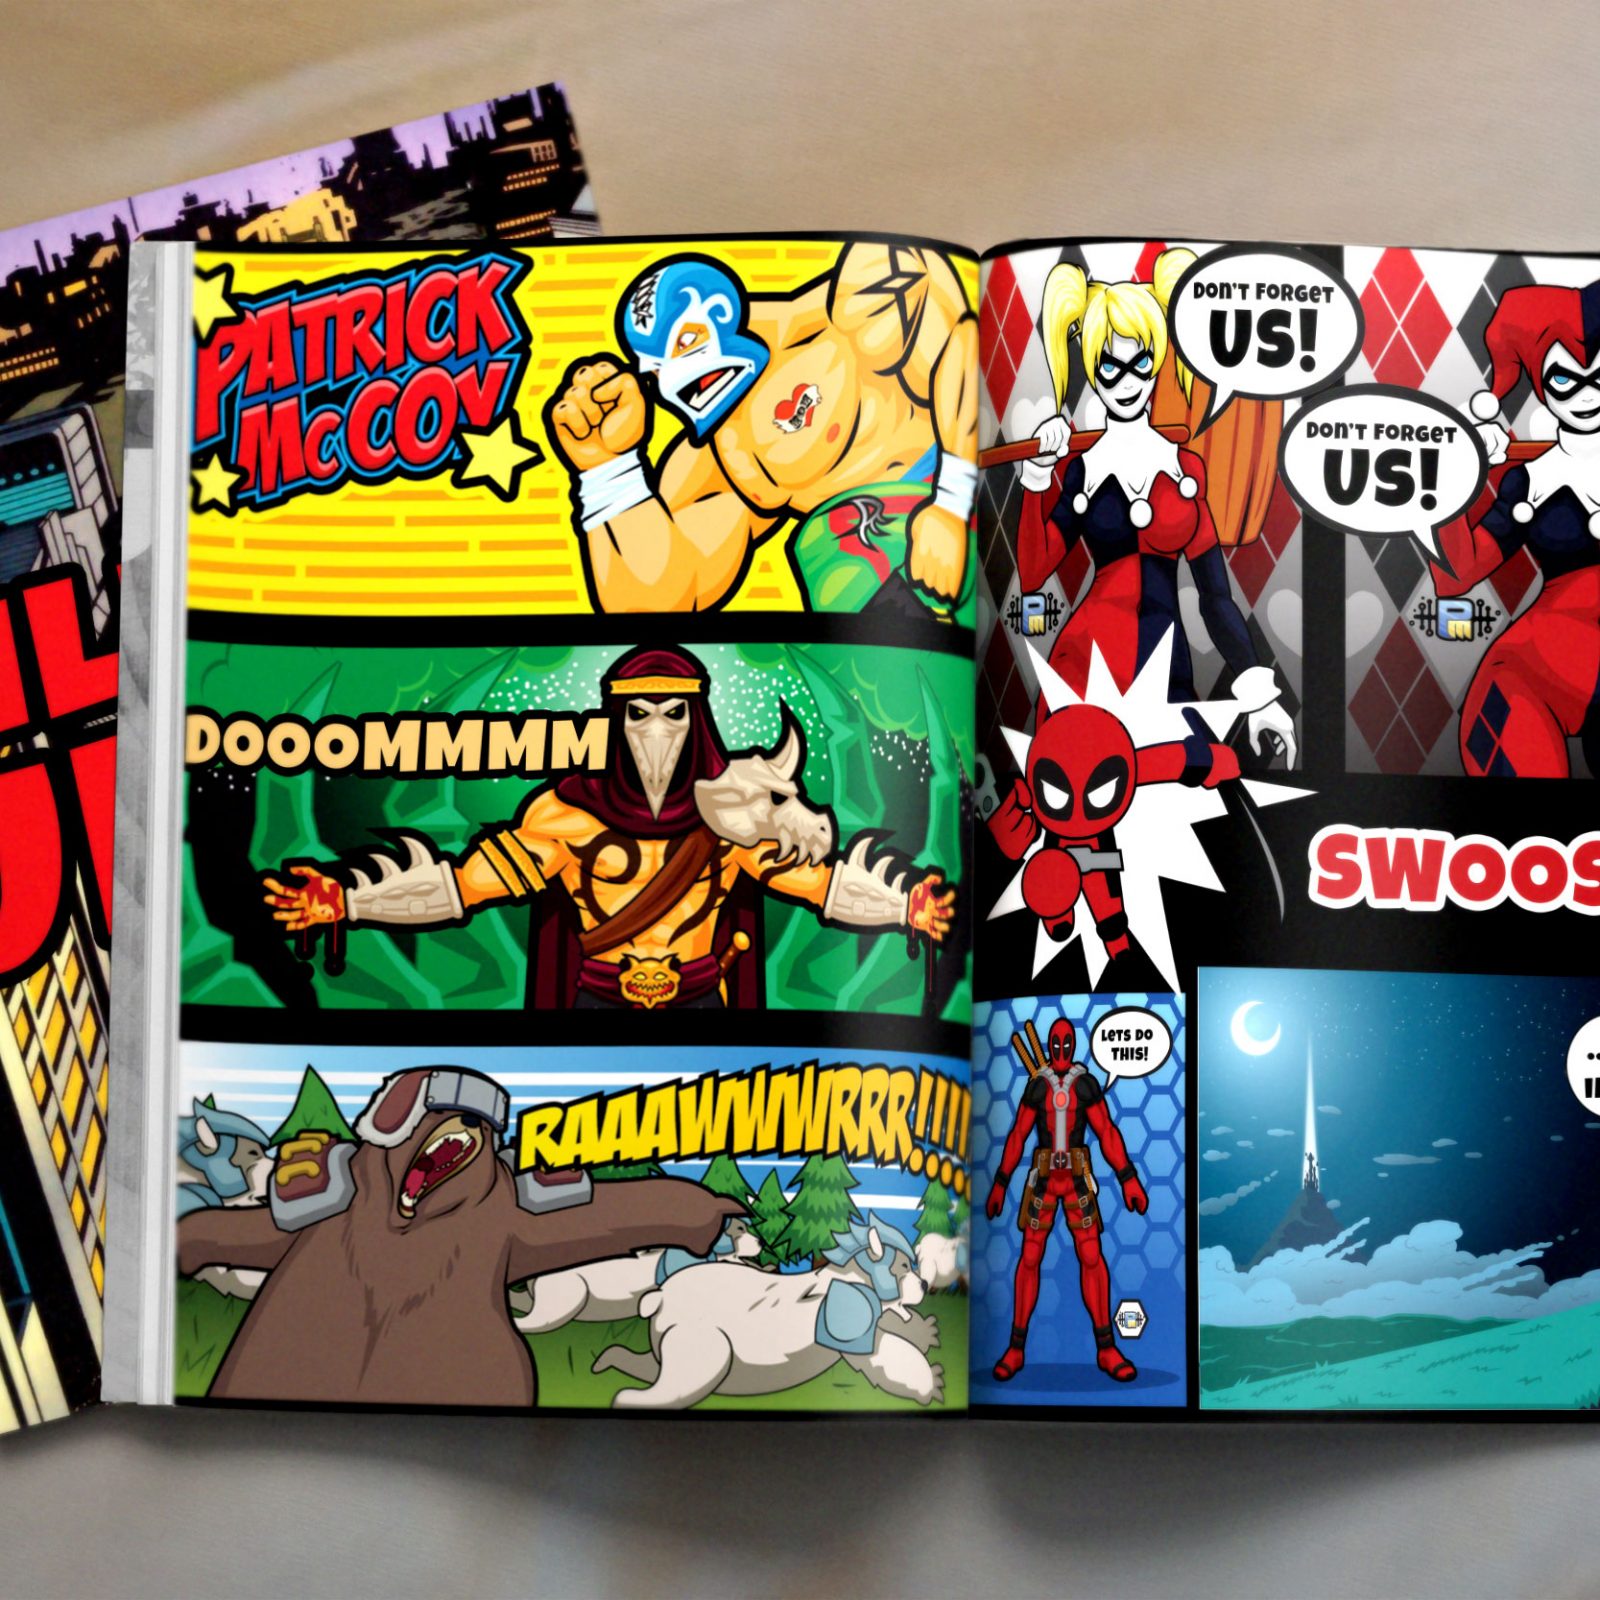 PATRICK
McCOY
DOOOMMMM
RAAAWWWRRR!!!!
DON'T FORGET
US!
DON'T FORGET
US!
SWOOS
LETS DO
THIS!